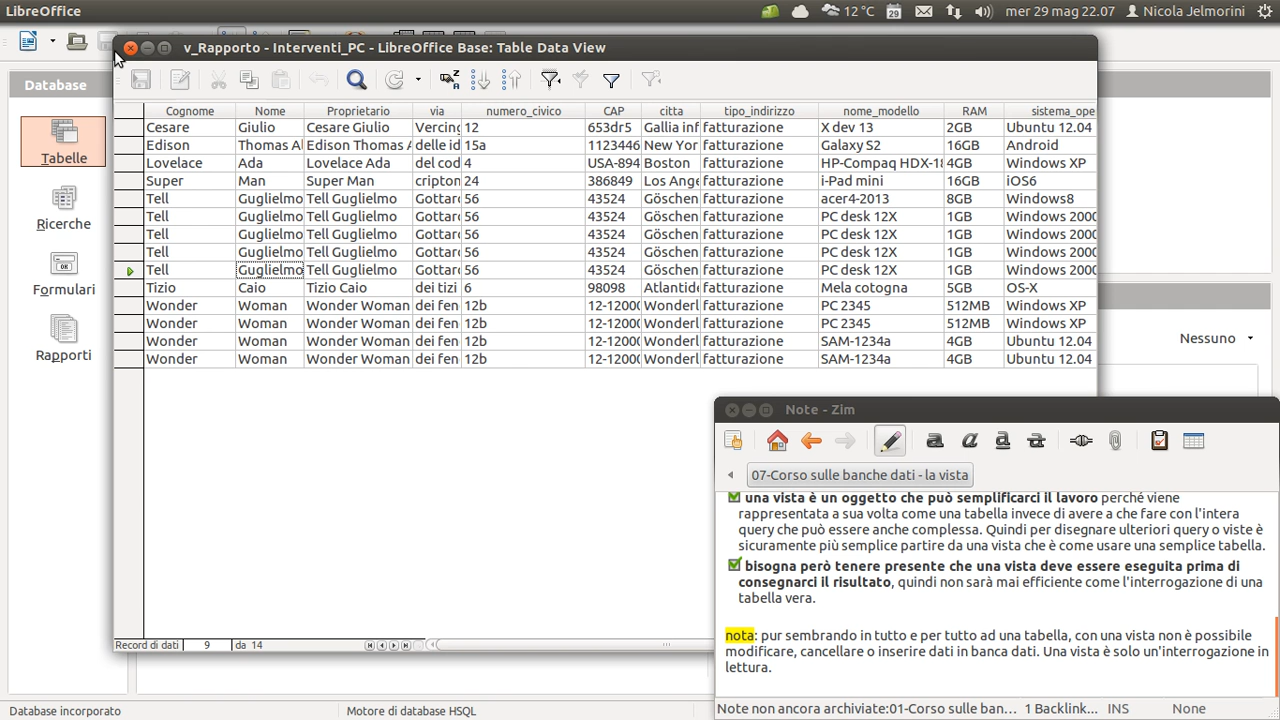 LibreOffice
12 °C
29
mer 29 mag 22.07
Nicola Jelmorini
v_Rapporto - Interventi_PC - LibreOffice Base: Table Data View
Database
Tabelle
Ricerche
Formulari
Rapporti
Nessuno
Cognome Nome Proprietario via numero_civico CAP citta tipo_indirizzo nome_modello RAM sistema_ope
Cesare Giulio Cesare Giulio Vercing 12 653dr5 Gallia inf fatturazione X dev 13 2GB Ubuntu 12.04
Edison Thomas Al Edison Thomas A delle id 15a 1123446 New York fatturazione Galaxy S2 16GB Android
Lovelace Ada Lovelace Ada del cod 4 USA-894 Boston fatturazione HP-Compaq HDX-18 4GB Windows XP
Super Man Super Man cripton 24 386849 Los Ange fatturazione i-Pad mini 16GB iOS6
Tell Guglielmo Tell Guglielmo Gottard 56 43524 Göschen fatturazione acer4-2013 8GB Windows8
Tell Guglielmo Tell Guglielmo Gottard 56 43524 Göschen fatturazione PC desk 12X 1GB Windows 2000
Tell Guglielmo Tell Guglielmo Gottard 56 43524 Göschen fatturazione PC desk 12X 1GB Windows 2000
Tell Guglielmo Tell Guglielmo Gottard 56 43524 Göschen fatturazione PC desk 12X 1GB Windows 2000
Tell Guglielmo Tell Guglielmo Gottard 56 43524 Göschen fatturazione PC desk 12X 1GB Windows 2000
Tizio Caio Tizio Caio dei tizi 6 98098 Atlantide fatturazione Mela cotogna 5GB OS-X
Wonder Woman Wonder Woman dei fen 12b 12-12000 Wonderl fatturazione PC 2345 512MB Windows XP
Wonder Woman Wonder Woman dei fen 12b 12-12000 Wonderl fatturazione PC 2345 512MB Windows XP
Wonder Woman Wonder Woman dei fen 12b 12-12000 Wonderl fatturazione SAM-1234a 4GB Ubuntu 12.04
Wonder Woman Wonder Woman dei fen 12b 12-12000 Wonderl fatturazione SAM-1234a 4GB Ubuntu 12.04
Record di dati 9 da 14
Note - Zim
07-Corso sulle banche dati - la vista
una vista è un oggetto che può semplificarci il lavoro perché viene
rappresentata a sua volta come una tabella invece di avere a che fare con l'intera
query che può essere anche complessa. Quindi per disegnare ulteriori query o viste è
sicuramente più semplice partire da una vista che è come usare una semplice tabella.
bisogna però tenere presente che una vista deve essere eseguita prima di
consegnarci il risultato, quindi non sarà mai efficiente come l'interrogazione di una
tabella vera.
nota: pur sembrando in tutto e per tutto ad una tabella, con una vista non è possibile
modificare, cancellare o inserire dati in banca dati. Una vista è solo un'interrogazione in
lettura.
Note non ancora archiviate:01-Corso sulle ban... 1 Backlink... INS None
Database incorporato
Motore di database HSQL